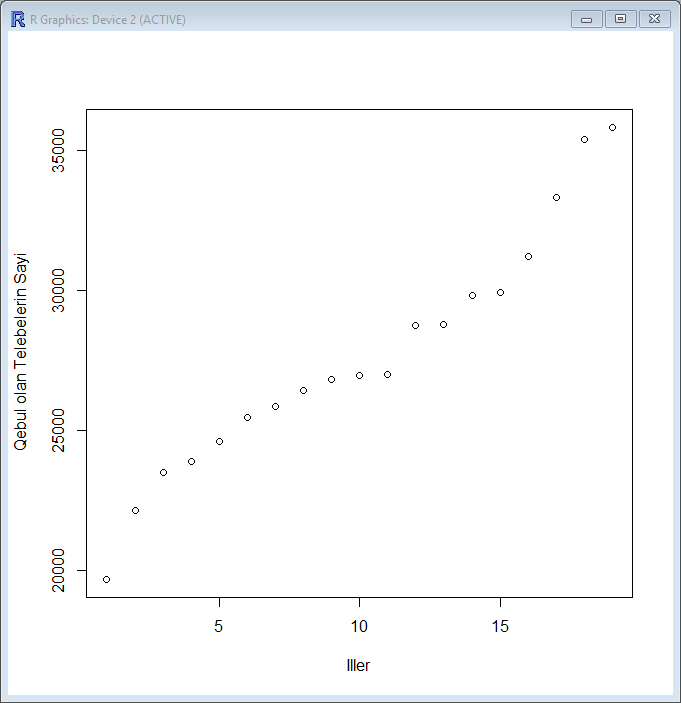 R Graphics: Device 2 (ACTIVE)
35000
30000
25000
20000
Qebul olan Telebelerin Sayi
5 10 15
Iller